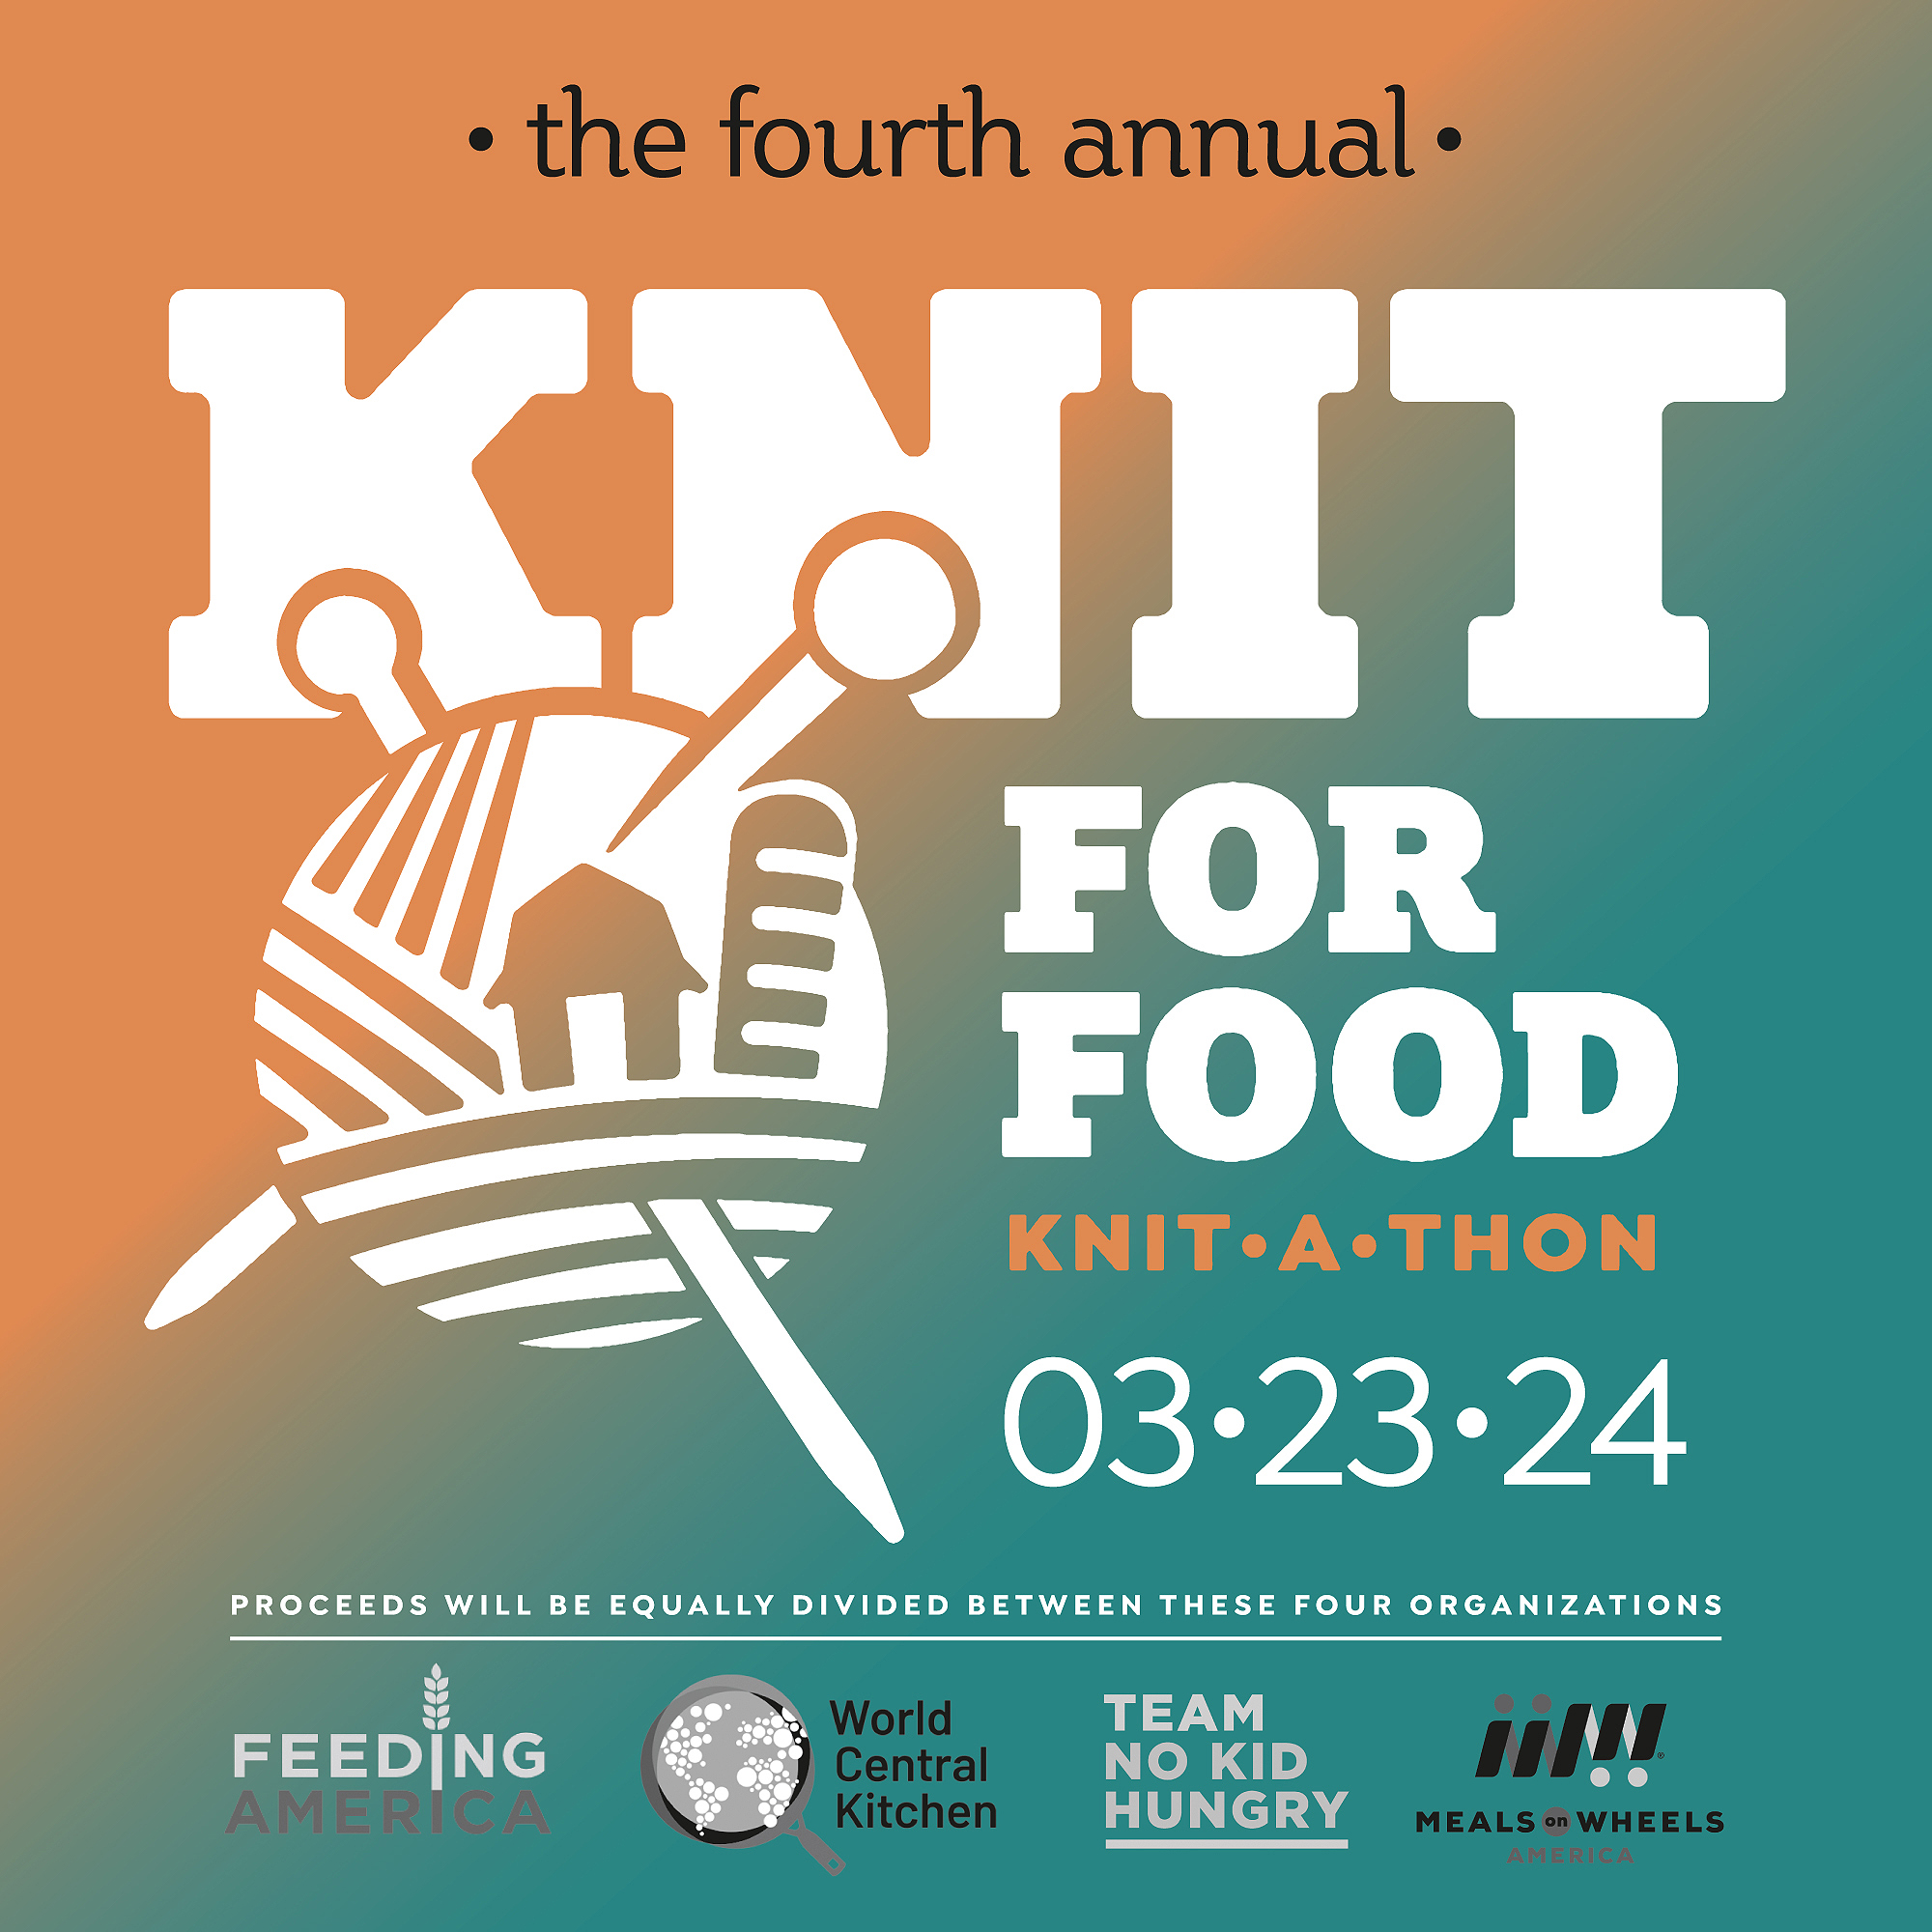 • the fourth annual •
KNIT
FOR
FOOD
KNIT•A•THON
03•23•24
PROCEEDS WILL BE EQUALLY DIVIDED BETWEEN THESE FOUR ORGANIZATIONS
FEEDING
AMERICA
World
Central
Kitchen
TEAM
NO KID
HUNGRY
®
MEALS on WHEELS
AMERICA